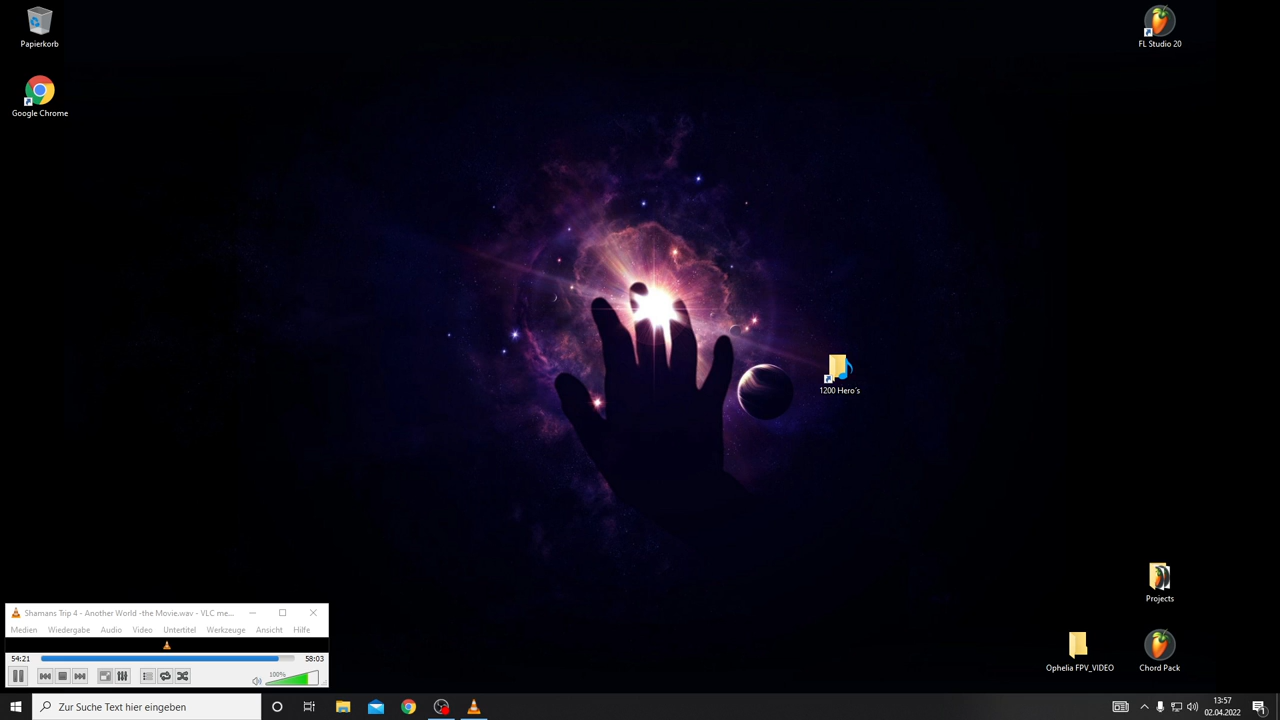 Papierkorb
FL Studio 20
Google Chrome
1200 Hero´s
Projects
Ophelia FPV_VIDEO
Chord Pack
Shamans Trip 4 - Another World -the Movie.wav - VLC me...
Medien Wiedergabe Audio Video Untertitel Werkzeuge Ansicht Hilfe
54:21
58:03
100%
Zur Suche Text hier eingeben
13:57
02.04.2022
1